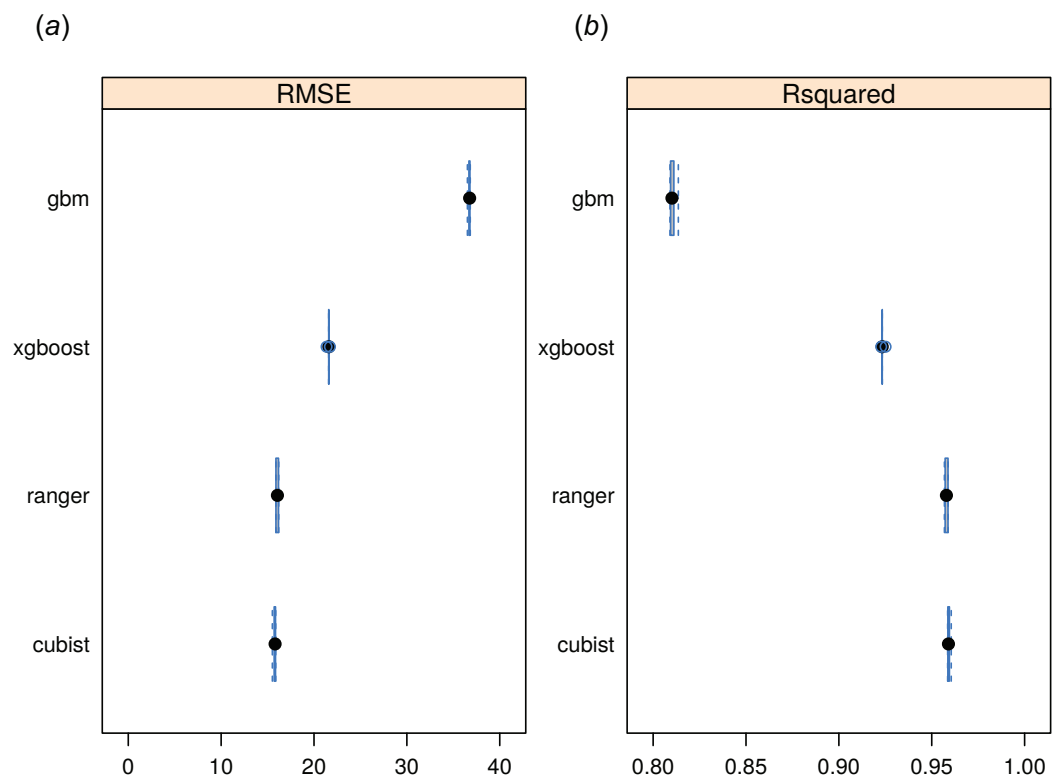 (a)
RMSE
gbm
xgboost
ranger
cubist
0 10 20 30 40
(b)
Rsquared
gbm
xgboost
ranger
cubist
0.80 0.85 0.90 0.95 1.00